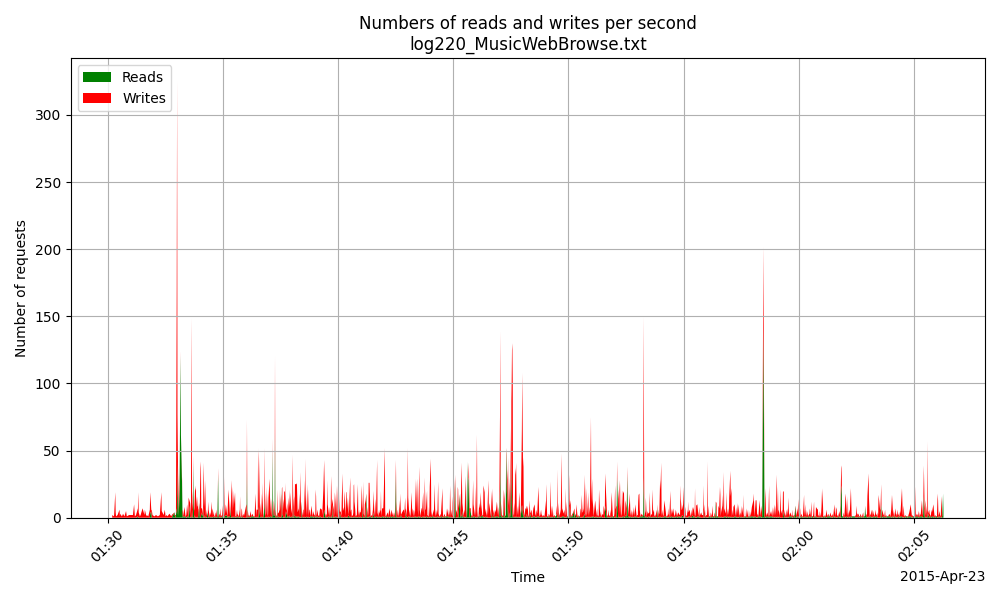 Numbers of reads and writes per second
log220_MusicWebBrowse.txt
Reads
Writes
Number of requests
300
250
200
150
100
50
0
01:30
01:35
01:40
01:45
01:50
01:55
02:00
02:05
Time
2015-Apr-23